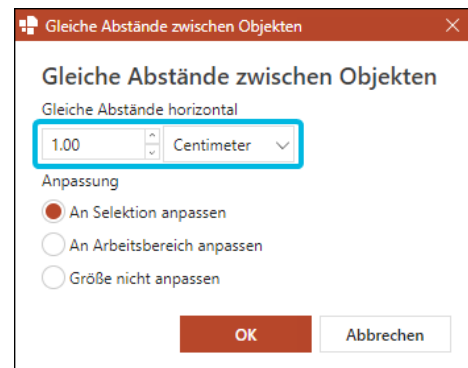 Gleiche Abstände zwischen Objekten
Gleiche Abstände zwischen Objekten
Gleiche Abstände horizontal
1.00 Centimeter
Anpassung
An Selektion anpassen
An Arbeitsbereich anpassen
Größe nicht anpassen
OK Abbrechen